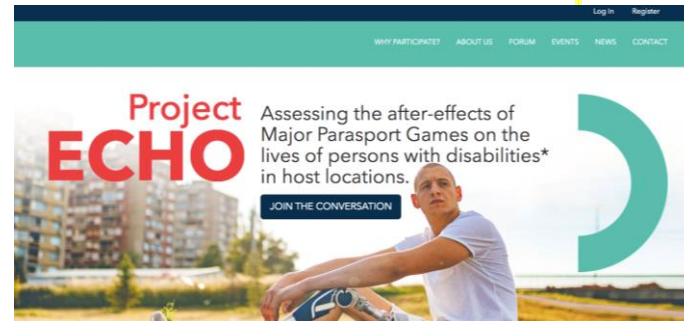 Log In Register
WHY PARTICIPATE? ABOUT US FORUM EVENTS NEWS CONTACT
Project
ECHO
Assessing the after-effects of
Major Parasport Games on the
lives of persons with disabilities*
in host locations.
JOIN THE CONVERSATION